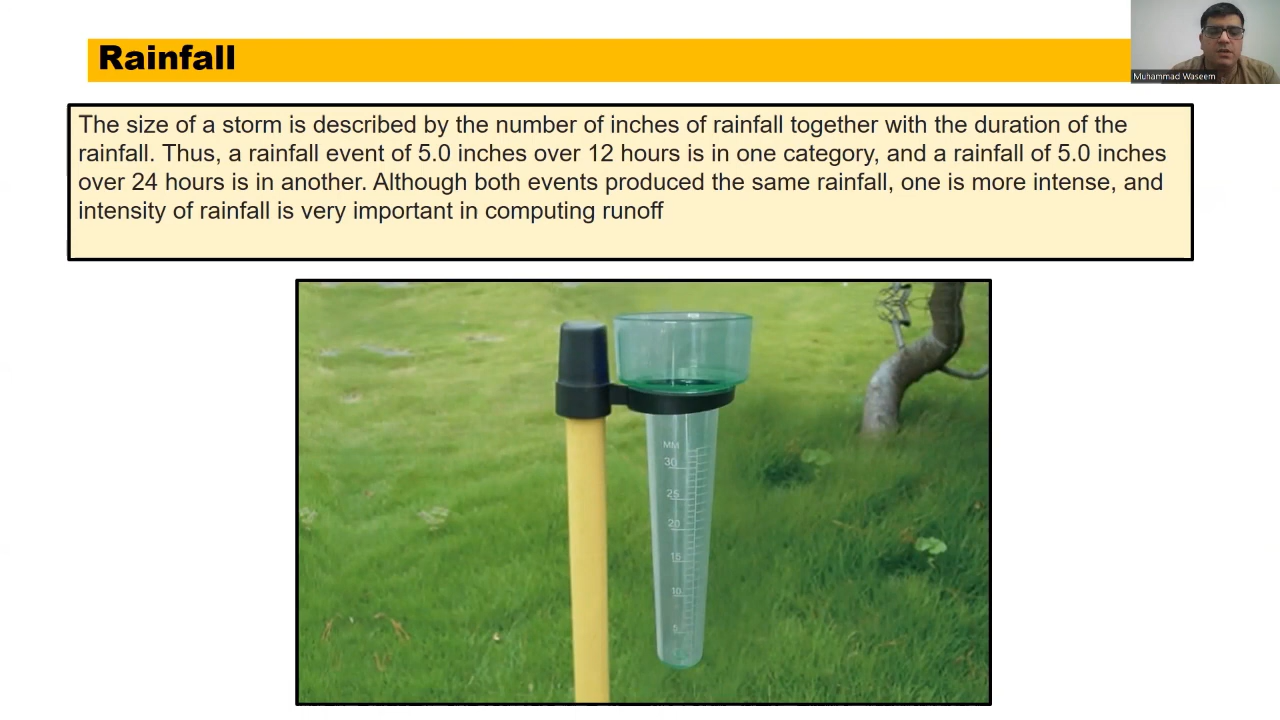 Rainfall
Muhammad Waseem
The size of a storm is described by the number of inches of rainfall together with the duration of the
rainfall. Thus, a rainfall event of 5.0 inches over 12 hours is in one category, and a rainfall of 5.0 inches
over 24 hours is in another. Although both events produced the same rainfall, one is more intense, and
intensity of rainfall is very important in computing runoff
MM
30
25
20
15
10
5